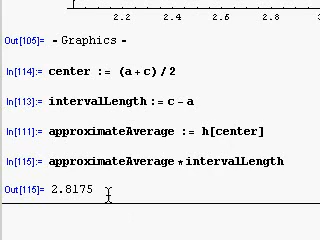 2.2 2.4 2.6 2.8 3
Out[105]= - Graphics -
In[114]:= center := (a + c) / 2
In[113]:= intervalLength := c - a
In[111]:= approximateAverage := h[center]
In[115]:= approximateAverage * intervalLength
Out[115]= 2.8175